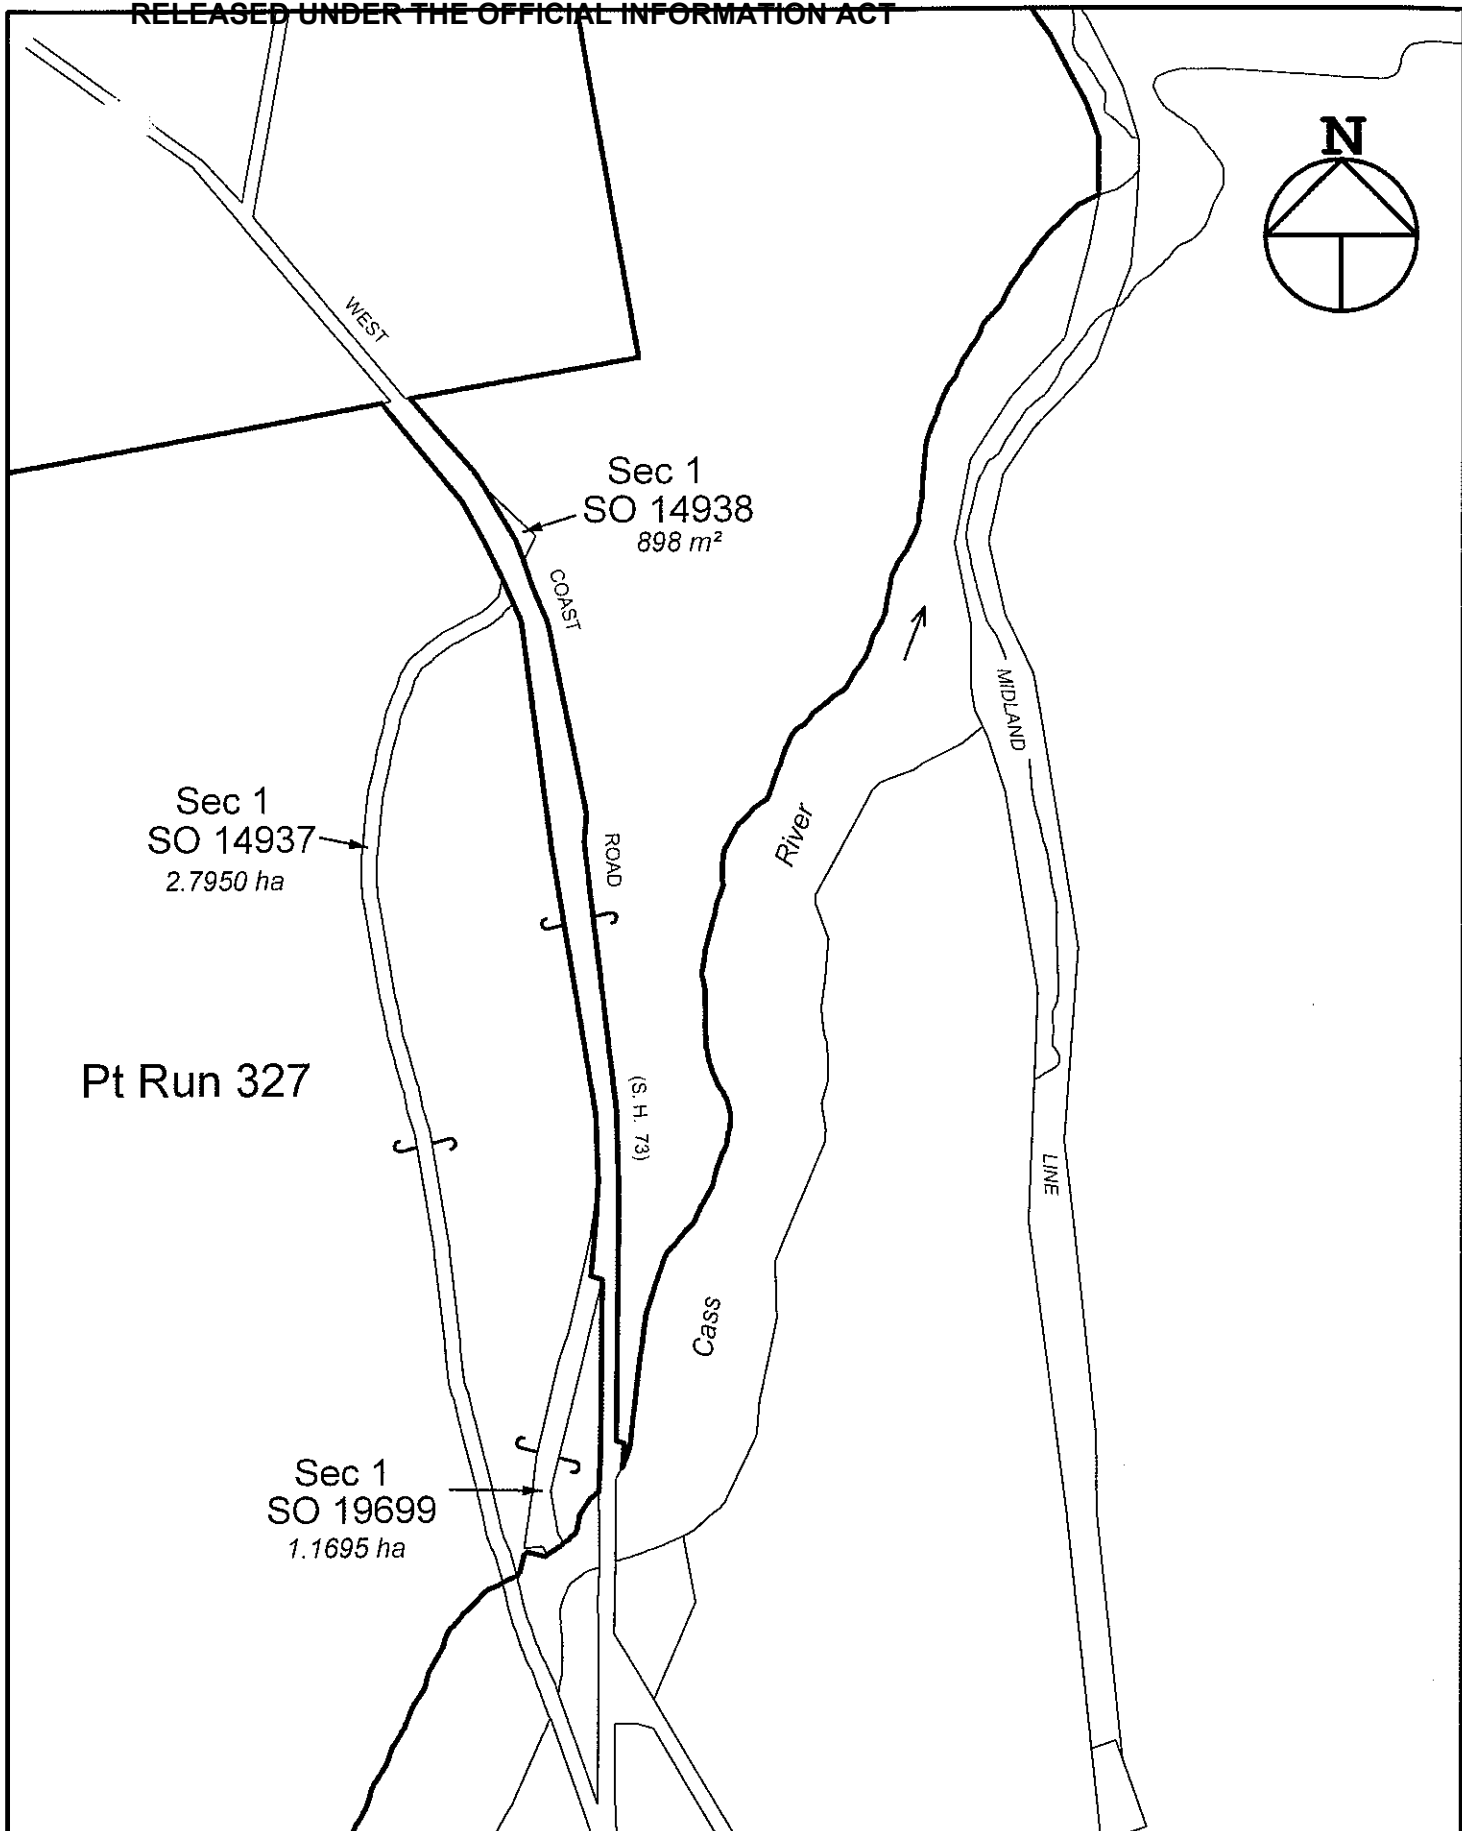 RELEASED UNDER THE OFFICIAL INFORMATION ACT
N
WEST
Sec 1
SO 14938
898 m²
COAST
MIDLAND
Sec 1
SO 14937
2.7950 ha
ROAD
River
Pt Run 327
(S. H. 73)
LINE
Cass
Sec 1
SO 19699
1.1695 ha